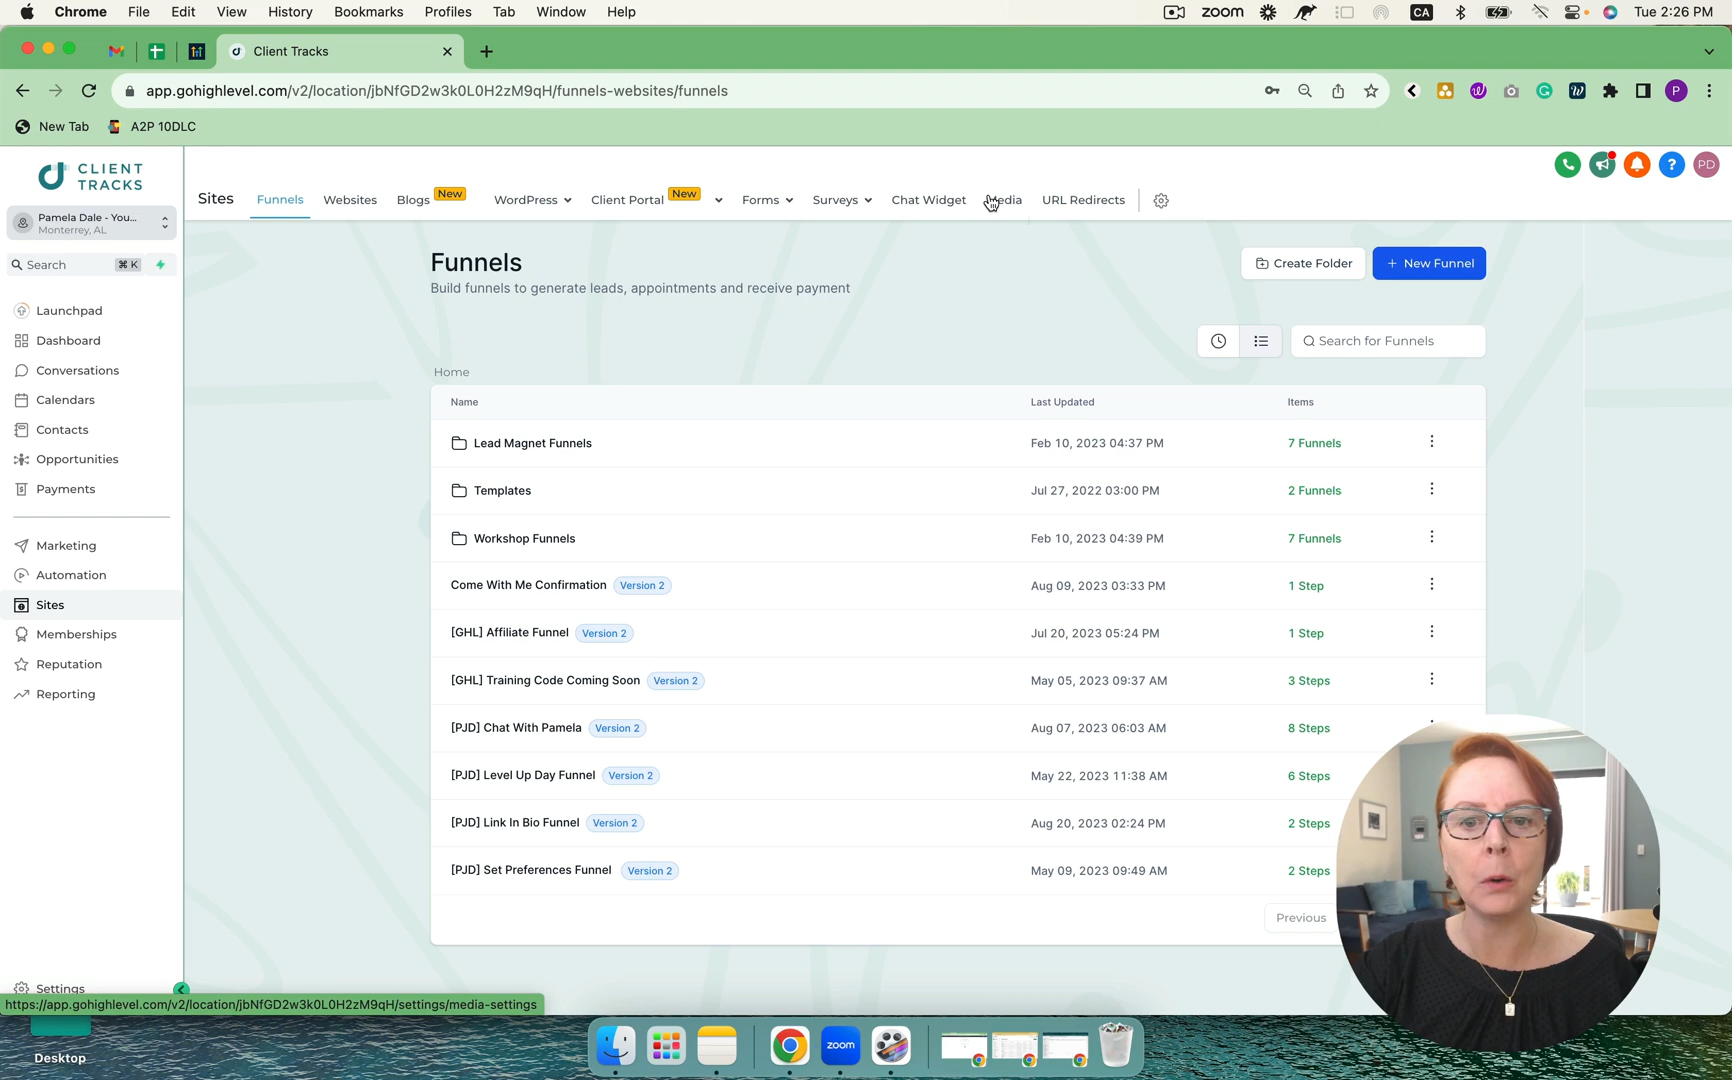 Chrome File Edit View History Bookmarks Profiles Tab Window Help zoom CA Tue 2:26 PM
Client Tracks
app.gohighlevel.com/v2/location/jbNfGD2w3k0L0H2zM9qH/funnels-websites/funnels P
New Tab A2P 10DLC
CLIENT
TRACKS
PD
Sites Funnels Websites Blogs New WordPress Client Portal New Forms Surveys Chat Widget URL Redirects
Pamela Dale - You...
Monterrey, AL
Search ⌘ K
Launchpad
Dashboard
Conversations
Calendars
Contacts
Opportunities
Payments
Marketing
Automation
Sites
Memberships
Reputation
Reporting
Settings
Funnels
Build funnels to generate leads, appointments and receive payment
Create Folder
+ New Funnel
Search for Funnels
Home
Name Last Updated Items
Lead Magnet Funnels Feb 10, 2023 04:37 PM 7 Funnels
Templates Jul 27, 2022 03:00 PM 2 Funnels
Workshop Funnels Feb 10, 2023 04:39 PM 7 Funnels
Come With Me Confirmation Version 2 Aug 09, 2023 03:33 PM 1 Step
[GHL] Affiliate Funnel Version 2 Jul 20, 2023 05:24 PM 1 Step
[GHL] Training Code Coming Soon Version 2 May 05, 2023 09:37 AM 3 Steps
[PJD] Chat With Pamela Version 2 Aug 07, 2023 06:03 AM 8 Steps
[PJD] Level Up Day Funnel Version 2 May 22, 2023 11:38 AM 6 Steps
[PJD] Link In Bio Funnel Version 2 Aug 20, 2023 02:24 PM 2 Steps
[PJD] Set Preferences Funnel Version 2 May 09, 2023 09:49 AM 2 Steps
Previous
https://app.gohighlevel.com/v2/location/jbNfGD2w3k0L0H2zM9qH/settings/media-settings
zoom
Desktop